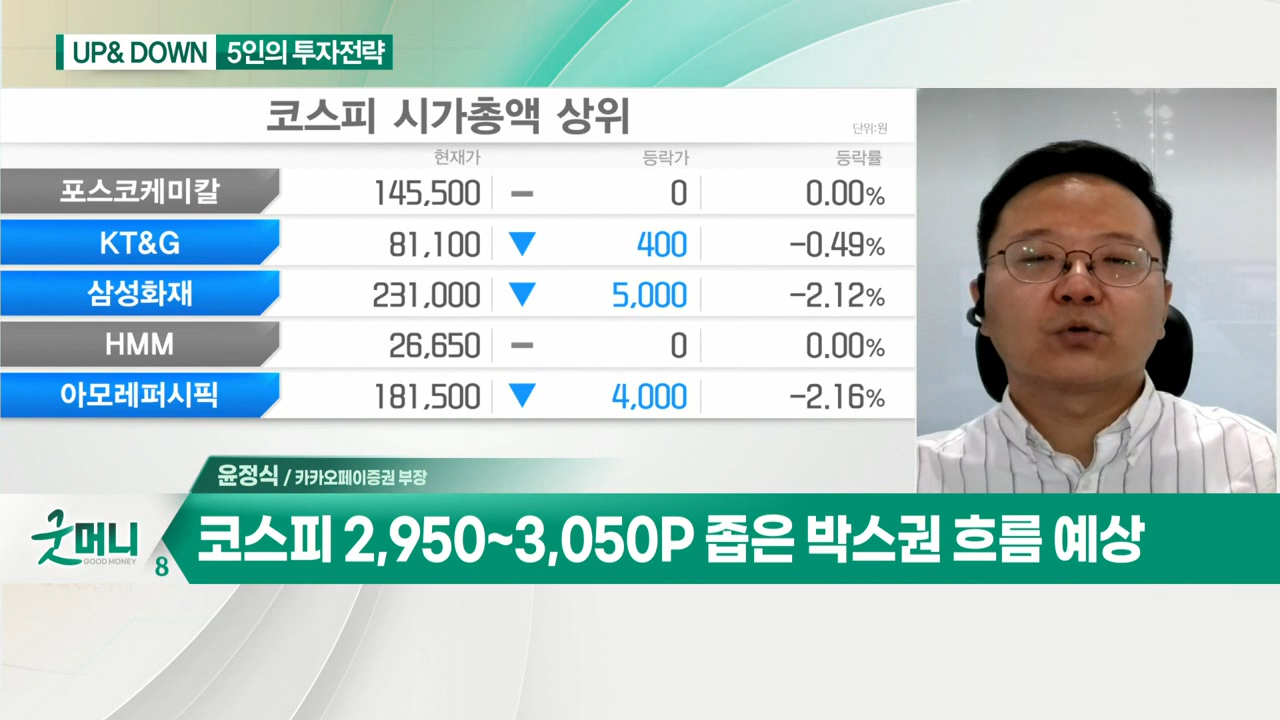 UP& DOWN 5인의 투자전략
코스피 시가총액 상위
단위:원
현재가 등락가 등락률
포스코케미칼 145,500 – 0 0.00%
KT&G 81,100 ▼ 400 -0.49%
삼성화재 231,000 ▼ 5,000 -2.12%
HMM 26,650 – 0 0.00%
아모레퍼시픽 181,500 ▼ 4,000 -2.16%
윤정식 / 카카오페이증권 부장
굿머니
GOOD MONEY
8
코스피 2,950~3,050P 좁은 박스권 흐름 예상